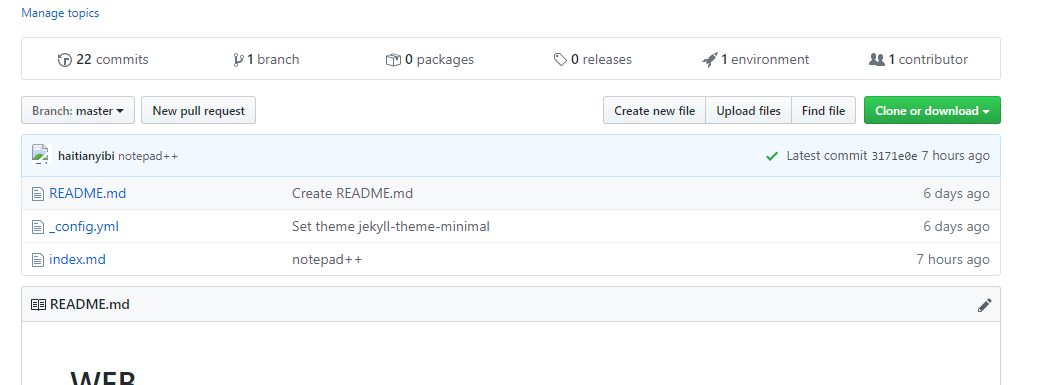 Manage topics
22 commits 1 branch 0 packages 0 releases 1 environment 1 contributor
Branch: master New pull request Create new file Upload files Find file Clone or download
haitianyibi notepad++ Latest commit 3171e0e 7 hours ago
README.md Create README.md 6 days ago
_config.yml Set theme jekyll-theme-minimal 6 days ago
index.md notepad++ 7 hours ago
README.md
WEB